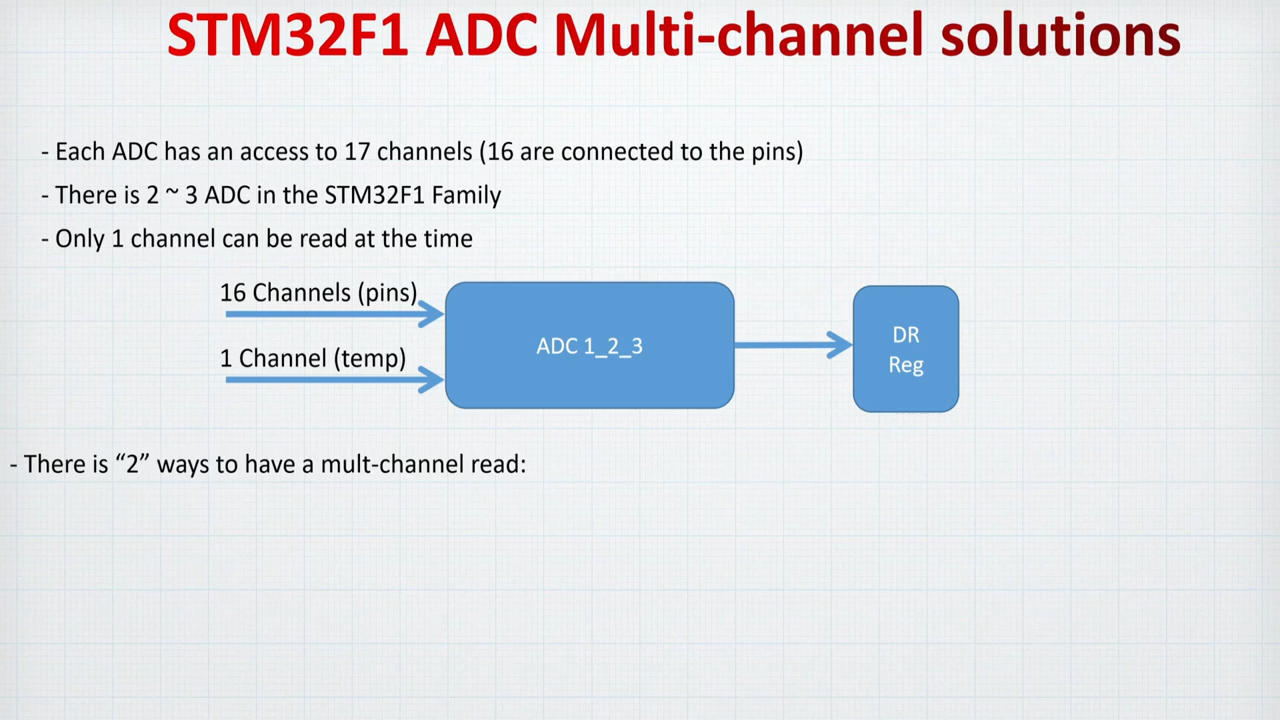 STM32F1 ADC Multi-channel solutions
- Each ADC has an access to 17 channels (16 are connected to the pins)
- There is 2 ~ 3 ADC in the STM32F1 Family
- Only 1 channel can be read at the time
16 Channels (pins)
1 Channel (temp)
ADC 1_2_3
DR
Reg
- There is “2” ways to have a mult-channel read: